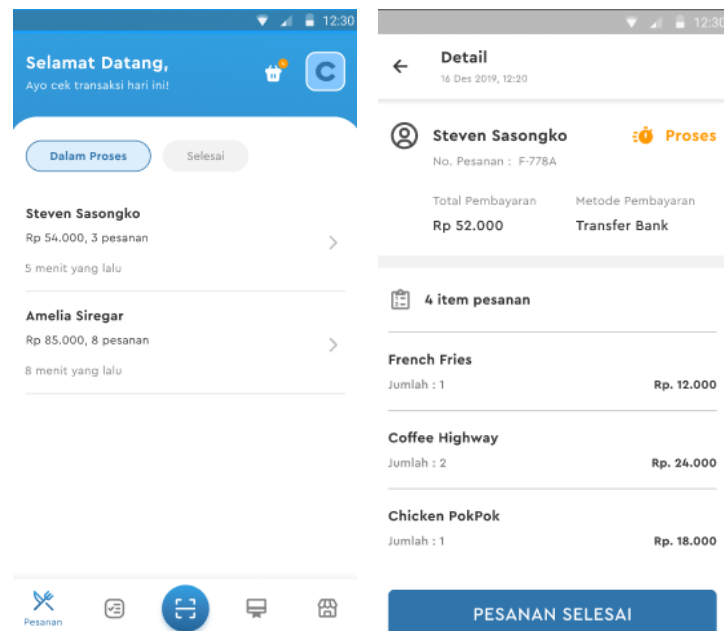 12:30
Selamat Datang,
Ayo cek transaksi hari ini!
C
Dalam Proses
Selesai
Steven Sasongko
Rp 54.000, 3 pesanan
5 menit yang lalu
Amelia Siregar
Rp 85.000, 8 pesanan
8 menit yang lalu
Pesanan
12:30
Detail
16 Des 2019, 12:20
Steven Sasongko
Proses
No. Pesanan : F-778A
Total Pembayaran
Metode Pembayaran
Rp 52.000
Transfer Bank
4 item pesanan
French Fries
Jumlah : 1
Rp. 12.000
Coffee Highway
Jumlah : 2
Rp. 24.000
Chicken PokPok
Jumlah : 1
Rp. 18.000
PESANAN SELESAI